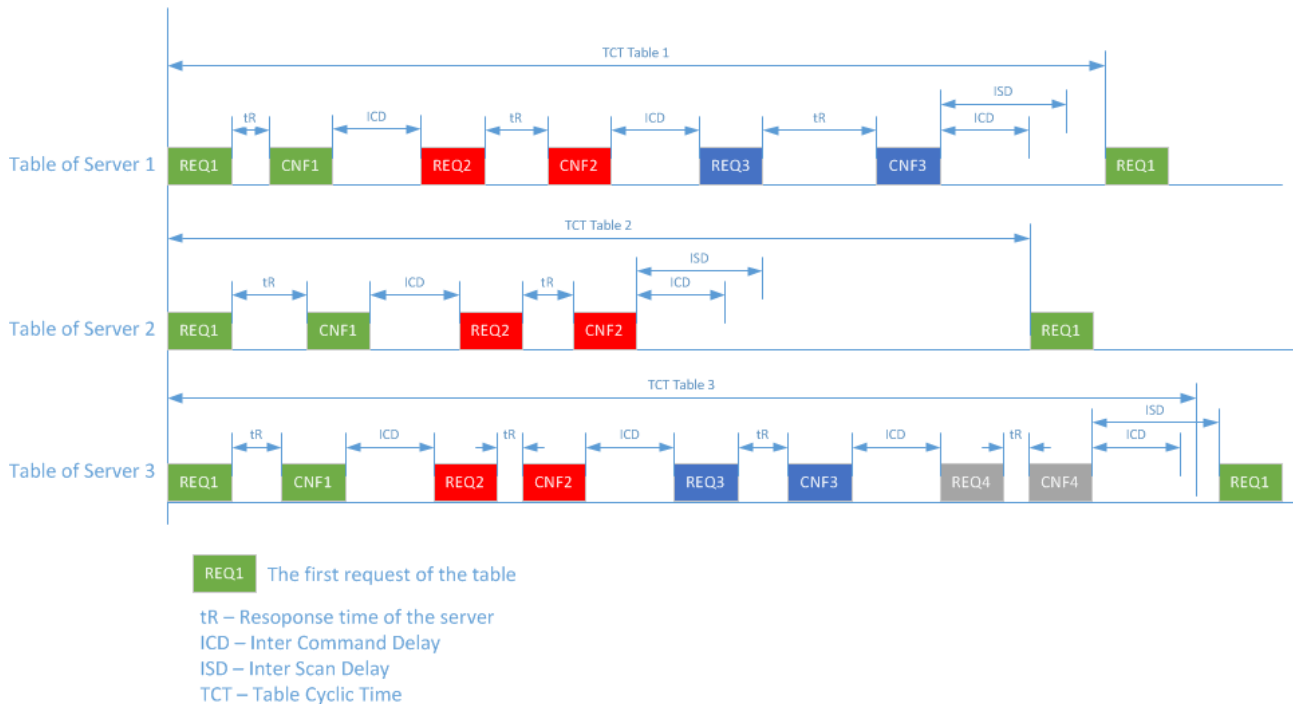 TCT Table 1
ISD
tR ICD tR ICD tR ICD
Table of Server 1 REQ1 CNF1 REQ2 CNF2 REQ3 CNF3 REQ1
TCT Table 2
ISD
tR ICD tR ICD
Table of Server 2 REQ1 CNF1 REQ2 CNF2 REQ1
TCT Table 3
ISD
tR ICD tR ICD tR ICD tR ICD
Table of Server 3 REQ1 CNF1 REQ2 CNF2 REQ3 CNF3 REQ4 CNF4 REQ1
REQ1 The first request of the table
tR – Resoponse time of the server
ICD – Inter Command Delay
ISD – Inter Scan Delay
TCT – Table Cyclic Time